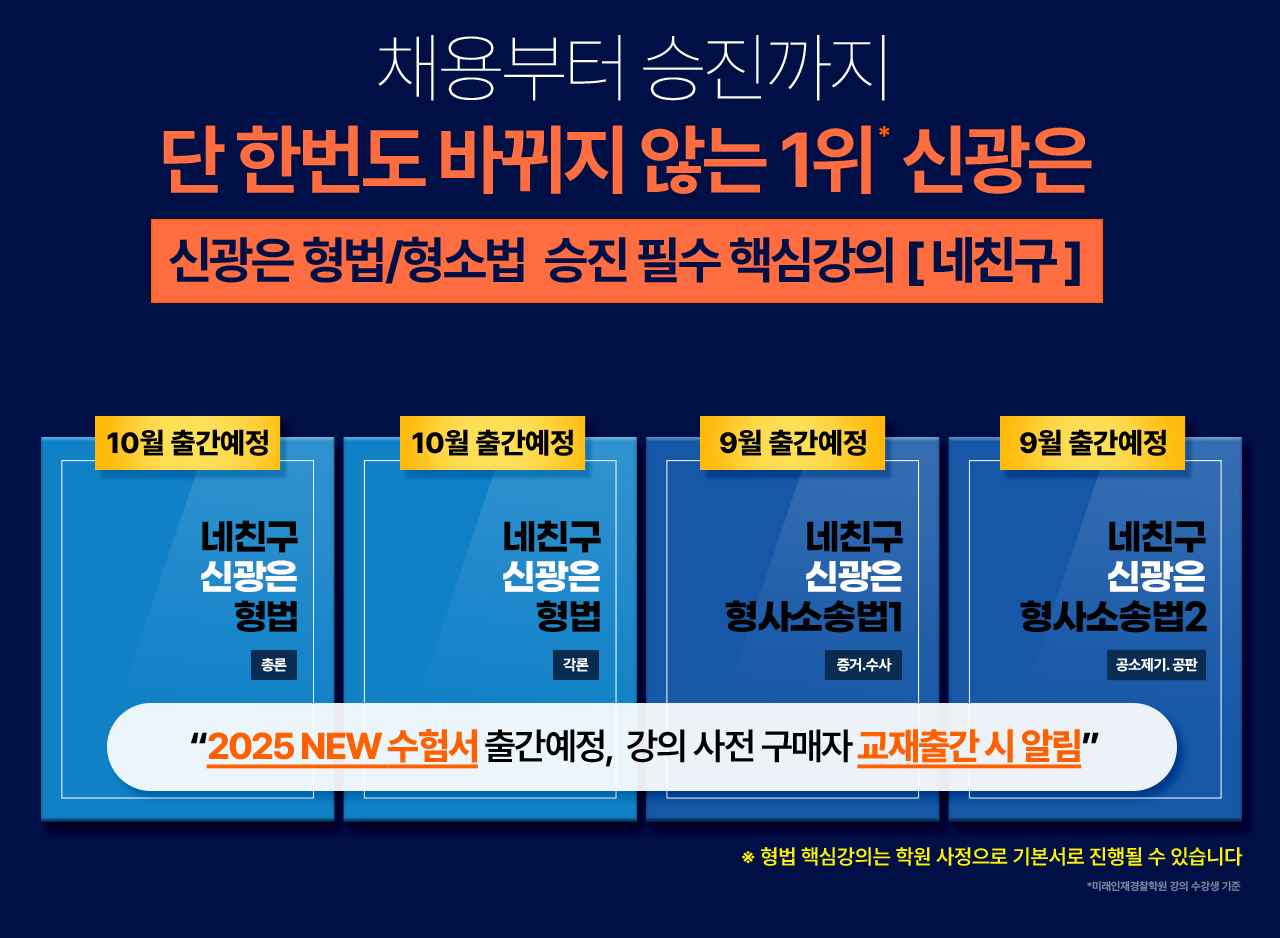 채용부터 승진까지
단 한번도 바뀌지 않는 1위* 신광은
신광은 형법/형소법 승진 필수 핵심강의 [ 네친구 ]
10월 출간예정
네친구
신광은
형법
총론
10월 출간예정
네친구
신광은
형법
각론
9월 출간예정
네친구
신광은
형사소송법1
증거.수사
9월 출간예정
네친구
신광은
형사소송법2
공소제기. 공판
“2025 NEW 수험서 출간예정, 강의 사전 구매자 교재출간 시 알림”
※ 형법 핵심강의는 학원 사정으로 기본서로 진행될 수 있습니다
*미래인재경찰학원 강의 수강생 기준